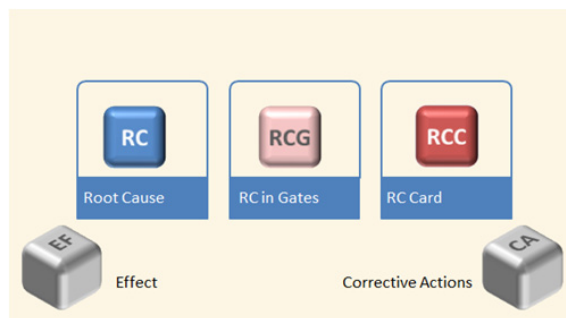 RC
RCG
RCC
Root Cause
RC in Gates
RC Card
EF
Effect
Corrective Actions
CA